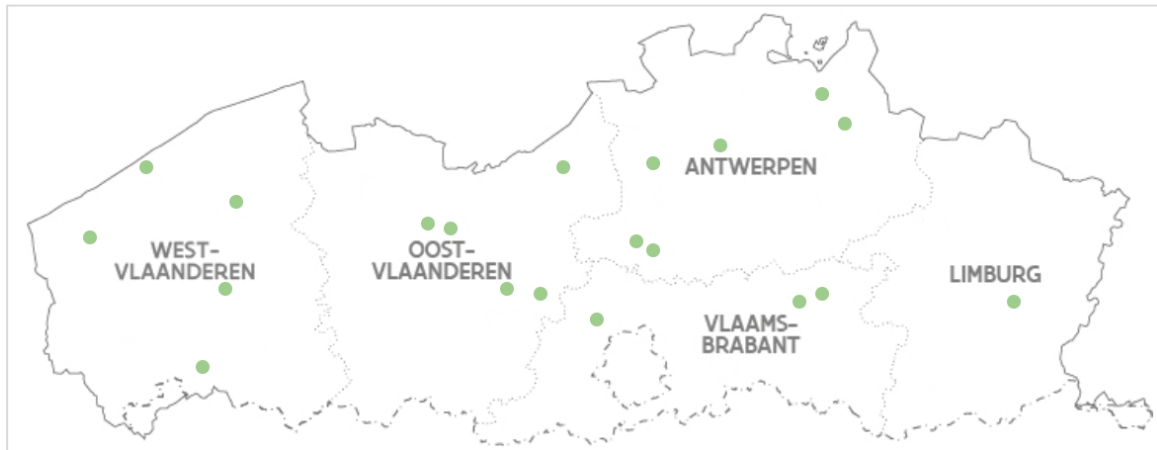 ANTWERPEN
WEST-
VLAANDEREN
OOST-
VLAANDEREN
LIMBURG
VLAAMS-
BRABANT